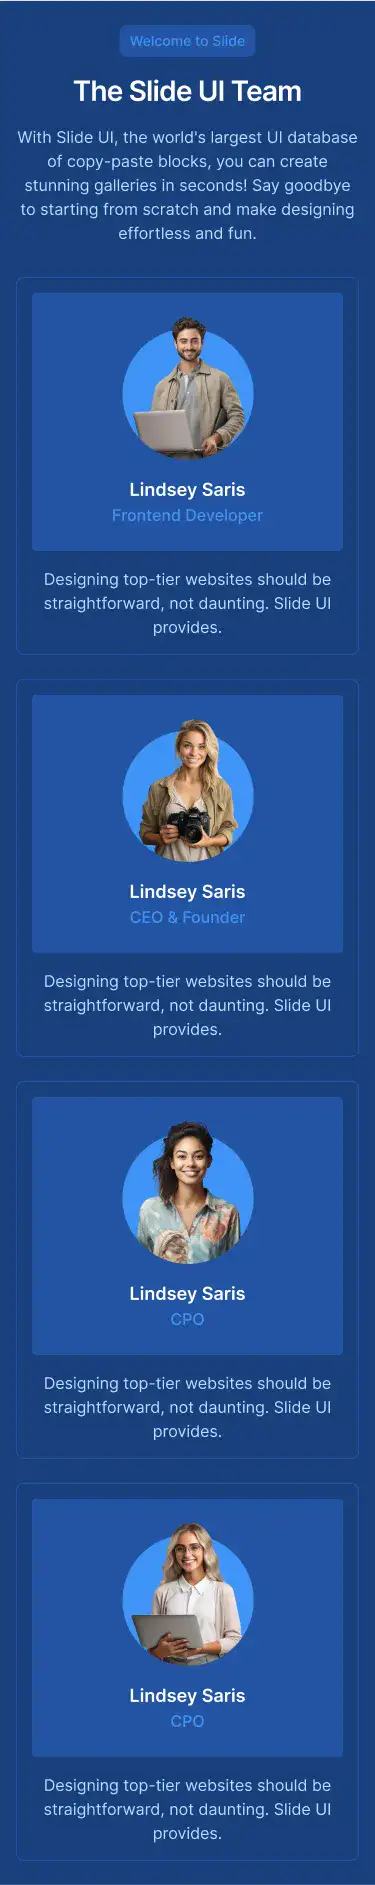 Welcome to Slide
The Slide UI Team
With Slide UI, the world's largest UI database
of copy-paste blocks, you can create
stunning galleries in seconds! Say goodbye
to starting from scratch and make designing
effortless and fun.
Lindsey Saris
Frontend Developer
Designing top-tier websites should be
straightforward, not daunting. Slide UI
provides.
Lindsey Saris
CEO & Founder
Designing top-tier websites should be
straightforward, not daunting. Slide UI
provides.
Lindsey Saris
CPO
Designing top-tier websites should be
straightforward, not daunting. Slide UI
provides.
Lindsey Saris
CPO
Designing top-tier websites should be
straightforward, not daunting. Slide UI
provides.